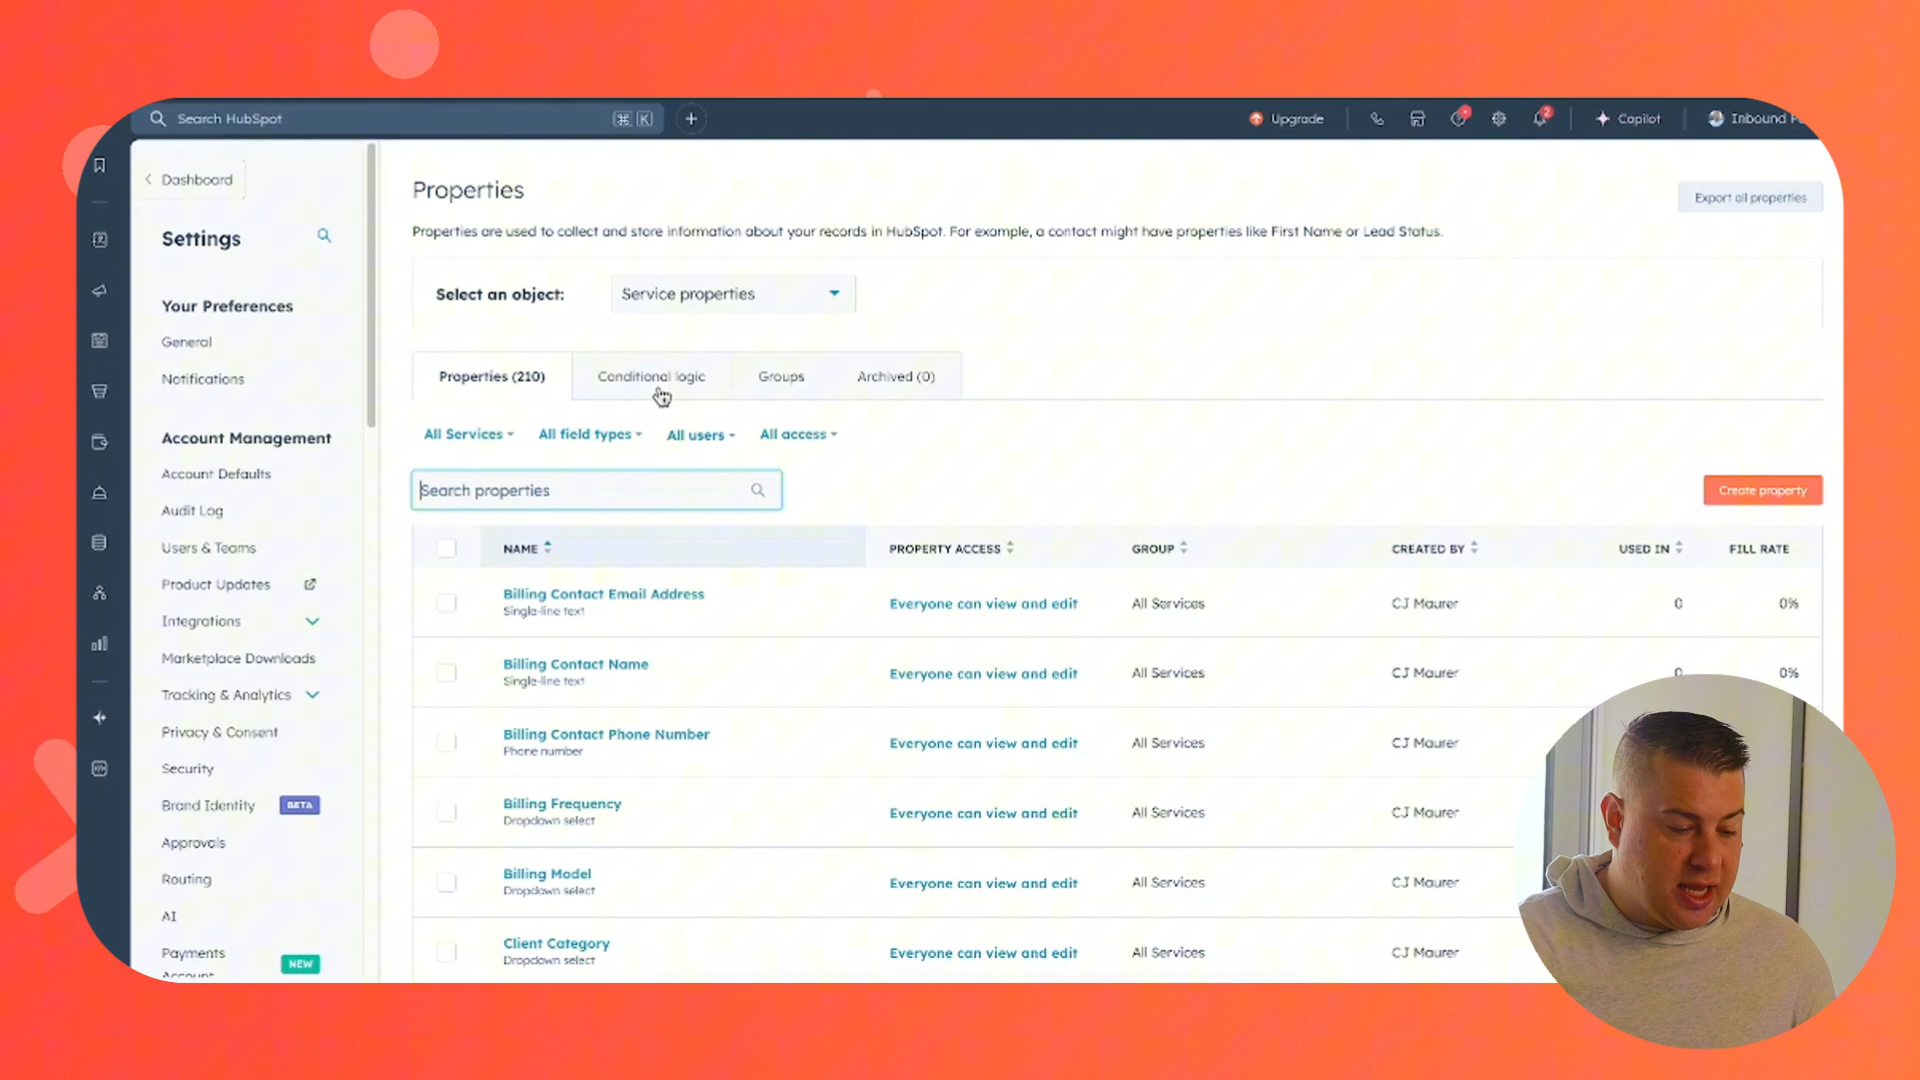 Search HubSpot
⌘ K
+
Upgrade
2
Copilot
Inbound
Dashboard
Settings
Your Preferences
General
Notifications
Account Management
Account Defaults
Audit Log
Users & Teams
Product Updates
Integrations
Marketplace Downloads
Tracking & Analytics
Privacy & Consent
Security
Brand Identity BETA
Approvals
Routing
AI
Payments
Account NEW
Properties
Export all properties
Properties are used to collect and store information about your records in HubSpot. For example, a contact might have properties like First Name or Lead Status.
Select an object: Service properties
Properties (210) Conditional logic Groups Archived (0)
All Services All field types All users All access
Search properties
Create property
NAME PROPERTY ACCESS GROUP CREATED BY USED IN FILL RATE
Billing Contact Email Address
Single-line text
Everyone can view and edit All Services CJ Maurer 0 0%
Billing Contact Name
Single-line text
Everyone can view and edit All Services CJ Maurer 0 0%
Billing Contact Phone Number
Phone number
Everyone can view and edit All Services CJ Maurer
Billing Frequency
Dropdown select
Everyone can view and edit All Services CJ Maurer
Billing Model
Dropdown select
Everyone can view and edit All Services CJ Maurer
Client Category
Dropdown select
Everyone can view and edit All Services CJ Maurer